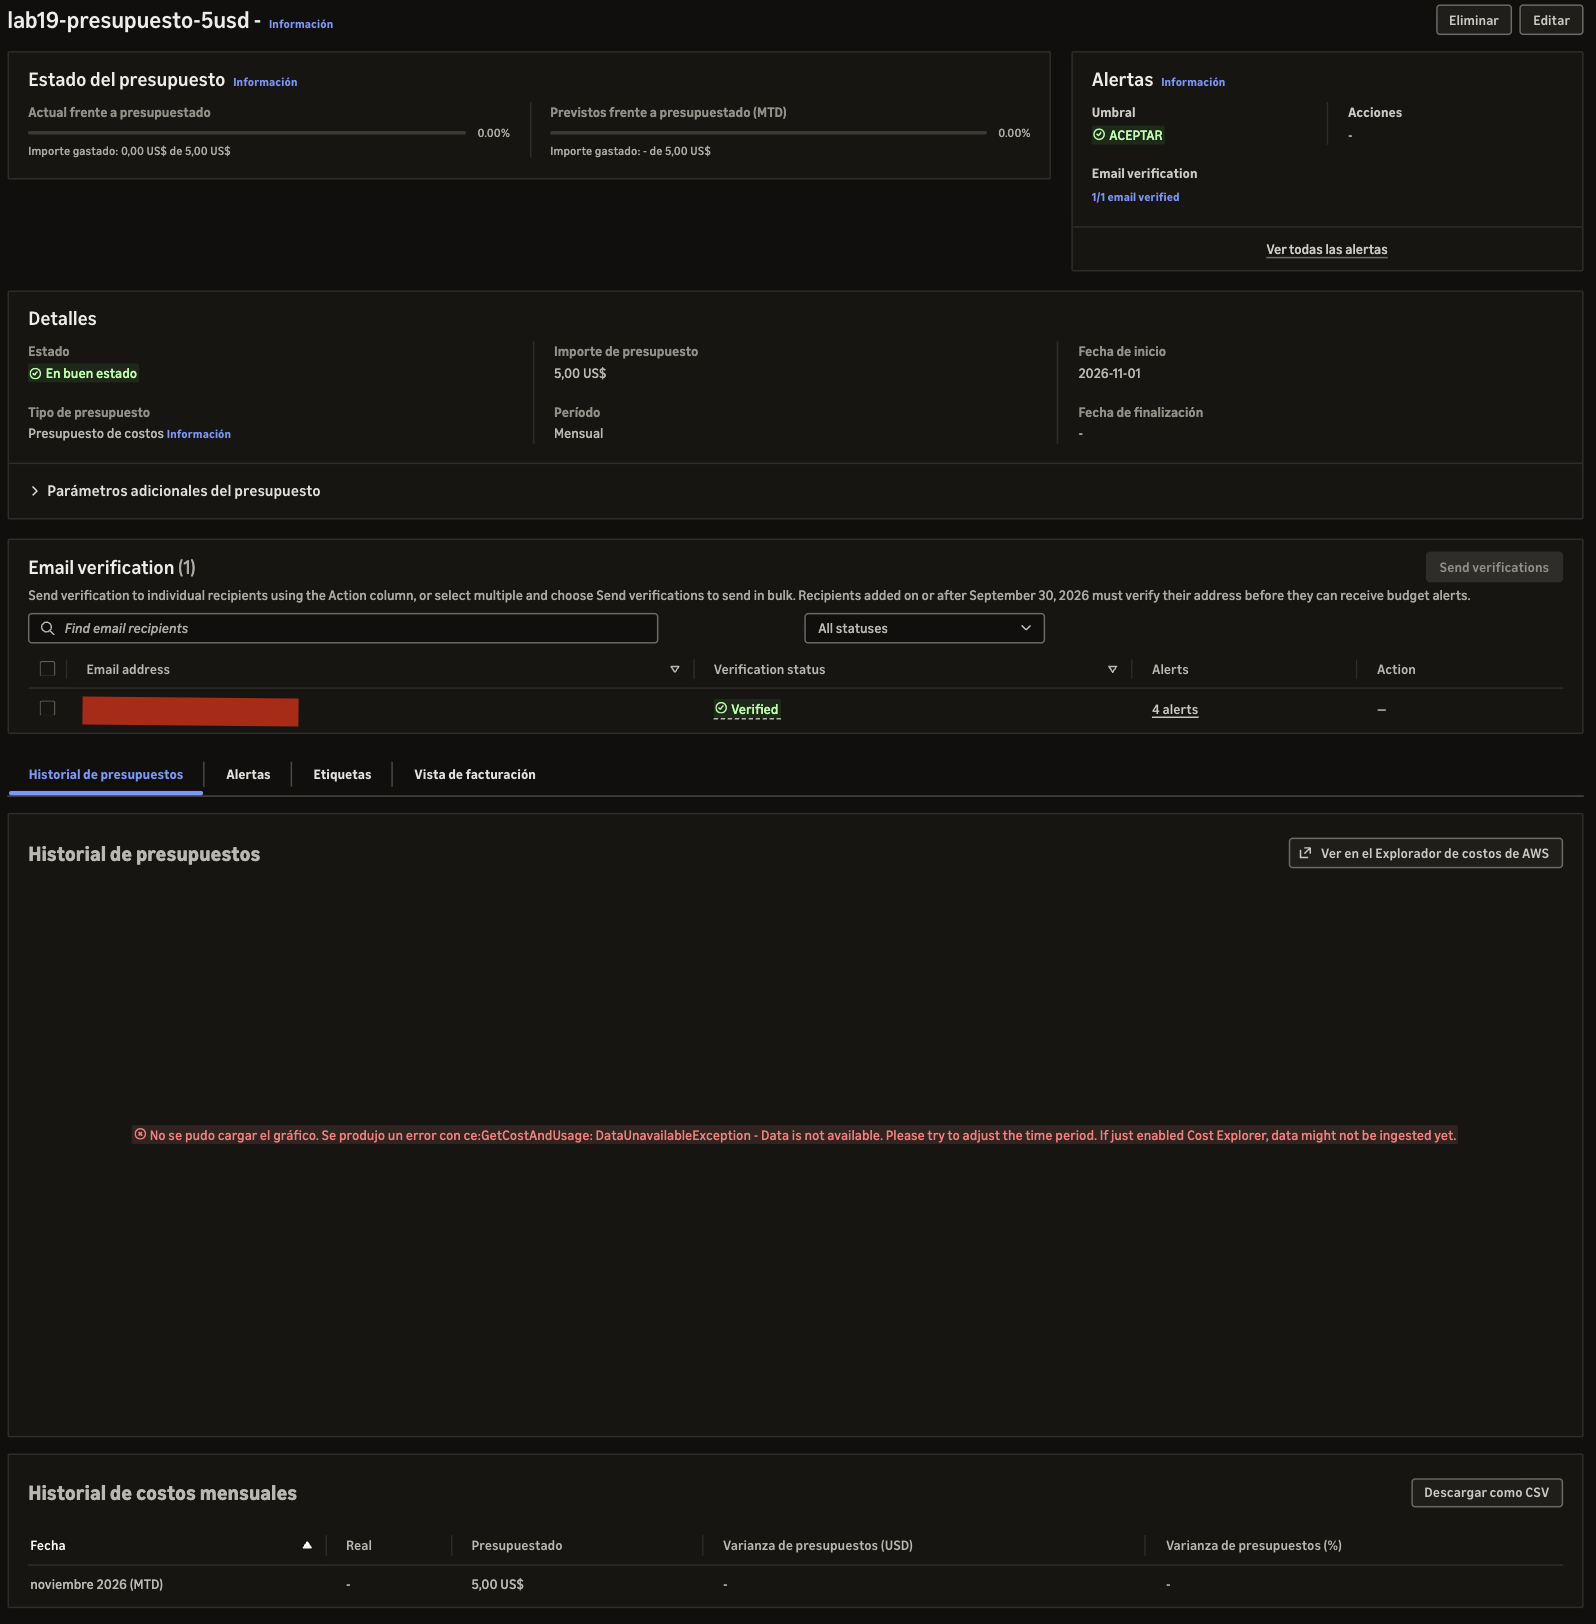 lab19-presupuesto-5usd - Información
Eliminar
Editar
Estado del presupuesto Información
Actual frente a presupuestado
0.00%
Importe gastado: 0,00 US$ de 5,00 US$
Previstos frente a presupuestado (MTD)
0.00%
Importe gastado: - de 5,00 US$
Alertas Información
Umbral
ACEPTAR
Acciones
-
Email verification
1/1 email verified
Ver todas las alertas
Detalles
Estado
En buen estado
Tipo de presupuesto
Presupuesto de costos Información
Importe de presupuesto
5,00 US$
Período
Mensual
Fecha de inicio
2026-11-01
Fecha de finalización
-
Parámetros adicionales del presupuesto
Email verification (1)
Send verifications
Send verification to individual recipients using the Action column, or select multiple and choose Send verifications to send in bulk. Recipients added on or after September 30, 2026 must verify their address before they can receive budget alerts.
Find email recipients
All statuses
Email address
Verification status
Alerts
Action
Verified
4 alerts
–
Historial de presupuestos
Alertas
Etiquetas
Vista de facturación
Historial de presupuestos
Ver en el Explorador de costos de AWS
No se pudo cargar el gráfico. Se produjo un error con ce:GetCostAndUsage: DataUnavailableException - Data is not available. Please try to adjust the time period. If just enabled Cost Explorer, data might not be ingested yet.
Historial de costos mensuales
Descargar como CSV
Fecha
Real
Presupuestado
Varianza de presupuestos (USD)
Varianza de presupuestos (%)
noviembre 2026 (MTD)
-
5,00 US$
-
-